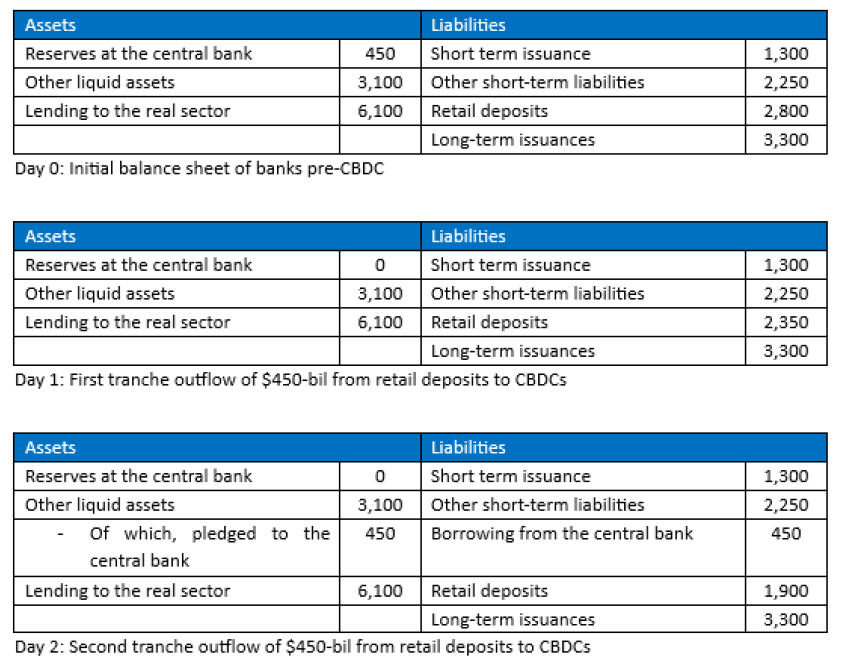 Assets Liabilities
Reserves at the central bank 450 Short term issuance 1,300
Other liquid assets 3,100 Other short-term liabilities 2,250
Lending to the real sector 6,100 Retail deposits 2,800
Long-term issuances 3,300
Day 0: Initial balance sheet of banks pre-CBDC
Assets Liabilities
Reserves at the central bank 0 Short term issuance 1,300
Other liquid assets 3,100 Other short-term liabilities 2,250
Lending to the real sector 6,100 Retail deposits 2,350
Long-term issuances 3,300
Day 1: First tranche outflow of $450-bil from retail deposits to CBDCs
Assets Liabilities
Reserves at the central bank 0 Short term issuance 1,300
Other liquid assets 3,100 Other short-term liabilities 2,250
- Of which, pledged to the 450 Borrowing from the central bank 450
central bank
Lending to the real sector 6,100 Retail deposits 1,900
Long-term issuances 3,300
Day 2: Second tranche outflow of $450-bil from retail deposits to CBDCs